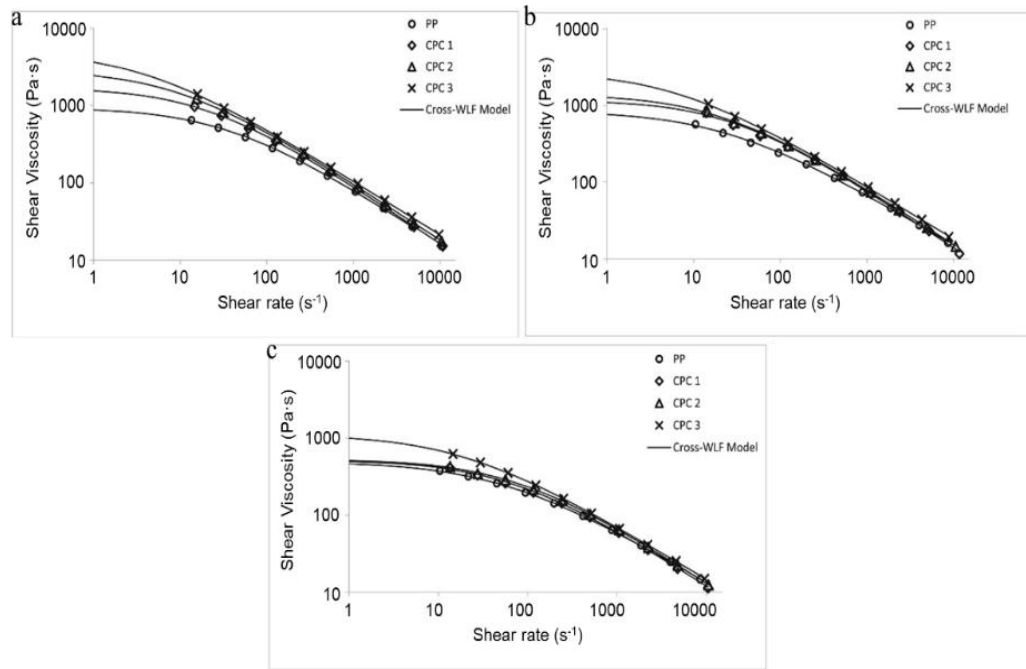 a
10000
1000
100
10
Shear Viscosity (Pa·s)
1
10
100
1000
10000
Shear rate (s⁻¹)
PP
CPC 1
CPC 2
CPC 3
Cross-WLF Model
b
10000
1000
100
10
Shear Viscosity (Pa·s)
1
10
100
1000
10000
Shear rate (s⁻¹)
PP
CPC 1
CPC 2
CPC 3
Cross-WLF Model
c
10000
1000
100
10
Shear Viscosity (Pa·s)
1
10
100
1000
10000
Shear rate (s⁻¹)
PP
CPC 1
CPC 2
CPC 3
Cross-WLF Model